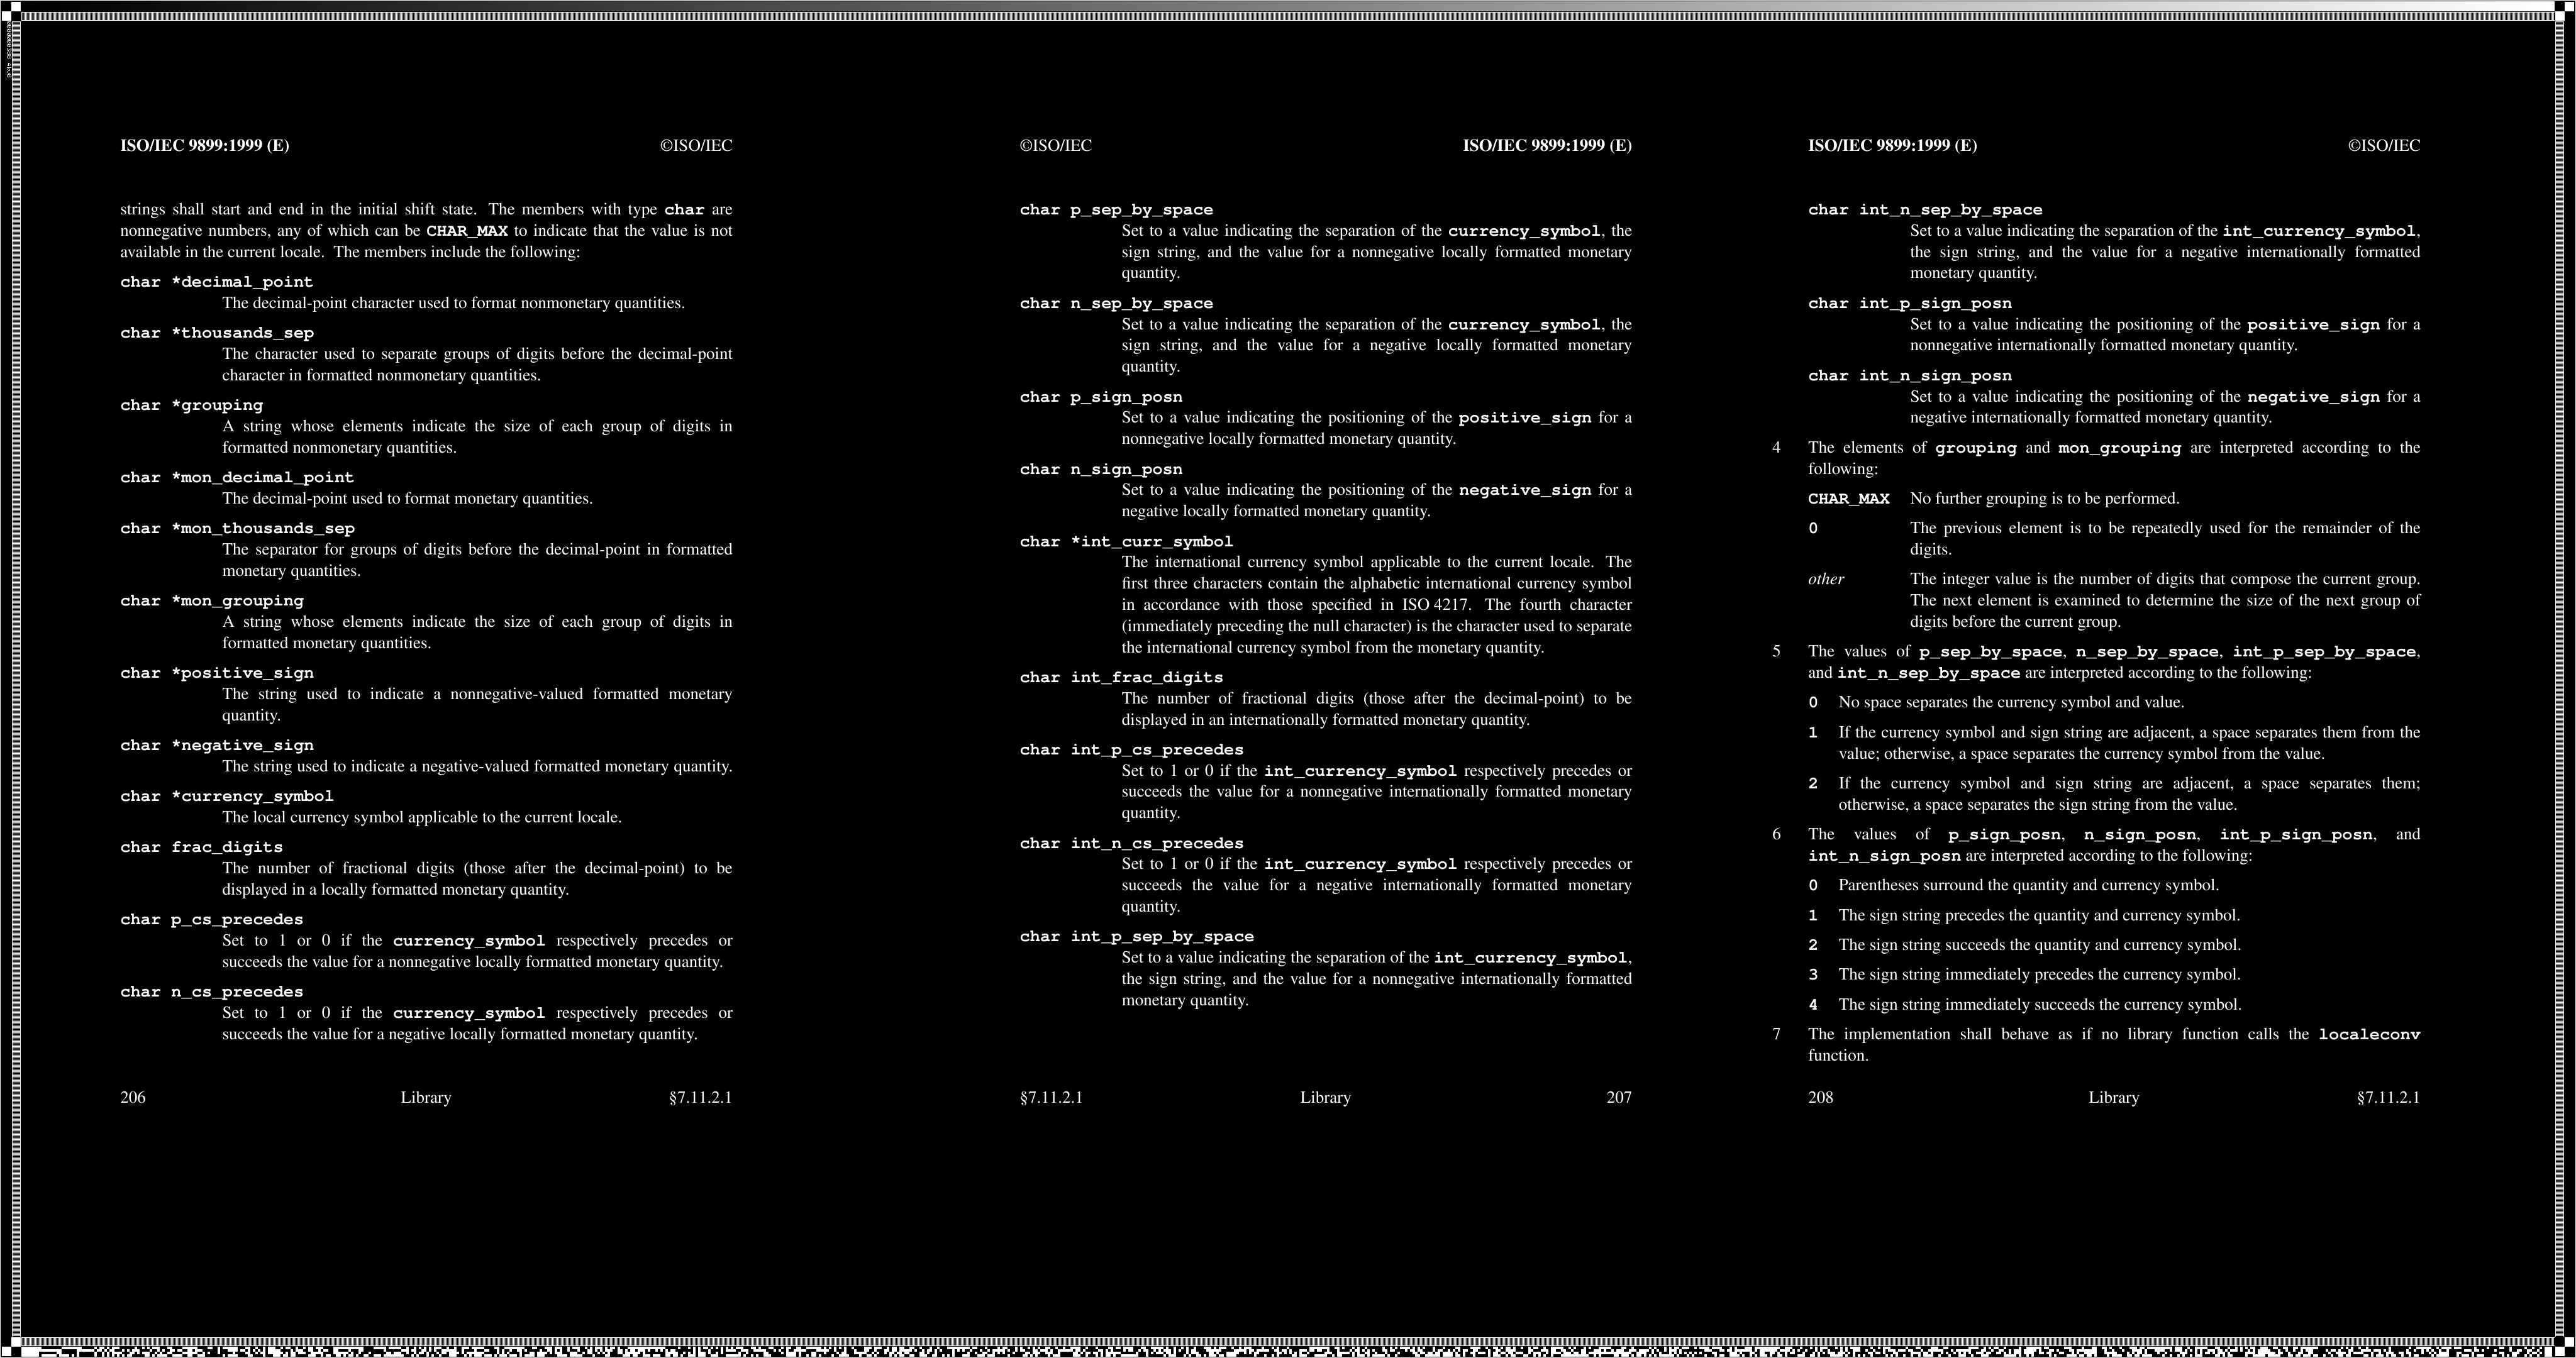 ISO/IEC 9899:1999 (E) ©ISO/IEC
strings shall start and end in the initial shift state. The members with type char are
nonnegative numbers, any of which can be CHAR_MAX to indicate that the value is not
available in the current locale. The members include the following:
char *decimal_point
The decimal-point character used to format nonmonetary quantities.
char *thousands_sep
The character used to separate groups of digits before the decimal-point
character in formatted nonmonetary quantities.
char *grouping
A string whose elements indicate the size of each group of digits in
formatted nonmonetary quantities.
char *mon_decimal_point
The decimal-point used to format monetary quantities.
char *mon_thousands_sep
The separator for groups of digits before the decimal-point in formatted
monetary quantities.
char *mon_grouping
A string whose elements indicate the size of each group of digits in
formatted monetary quantities.
char *positive_sign
The string used to indicate a nonnegative-valued formatted monetary
quantity.
char *negative_sign
The string used to indicate a negative-valued formatted monetary quantity.
char *currency_symbol
The local currency symbol applicable to the current locale.
char frac_digits
The number of fractional digits (those after the decimal-point) to be
displayed in a locally formatted monetary quantity.
char p_cs_precedes
Set to 1 or 0 if the currency_symbol respectively precedes or
succeeds the value for a nonnegative locally formatted monetary quantity.
char n_cs_precedes
Set to 1 or 0 if the currency_symbol respectively precedes or
succeeds the value for a negative locally formatted monetary quantity.
206 Library §7.11.2.1
©ISO/IEC ISO/IEC 9899:1999 (E)
char p_sep_by_space
Set to a value indicating the separation of the currency_symbol, the
sign string, and the value for a nonnegative locally formatted monetary
quantity.
char n_sep_by_space
Set to a value indicating the separation of the currency_symbol, the
sign string, and the value for a negative locally formatted monetary
quantity.
char p_sign_posn
Set to a value indicating the positioning of the positive_sign for a
nonnegative locally formatted monetary quantity.
char n_sign_posn
Set to a value indicating the positioning of the negative_sign for a
negative locally formatted monetary quantity.
char *int_curr_symbol
The international currency symbol applicable to the current locale. The
first three characters contain the alphabetic international currency symbol
in accordance with those specified in ISO 4217. The fourth character
(immediately preceding the null character) is the character used to separate
the international currency symbol from the monetary quantity.
char int_frac_digits
The number of fractional digits (those after the decimal-point) to be
displayed in an internationally formatted monetary quantity.
char int_p_cs_precedes
Set to 1 or 0 if the int_currency_symbol respectively precedes or
succeeds the value for a nonnegative internationally formatted monetary
quantity.
char int_n_cs_precedes
Set to 1 or 0 if the int_currency_symbol respectively precedes or
succeeds the value for a negative internationally formatted monetary
quantity.
char int_p_sep_by_space
Set to a value indicating the separation of the int_currency_symbol,
the sign string, and the value for a nonnegative internationally formatted
monetary quantity.
§7.11.2.1 Library 207
ISO/IEC 9899:1999 (E) ©ISO/IEC
char int_n_sep_by_space
Set to a value indicating the separation of the int_currency_symbol,
the sign string, and the value for a negative internationally formatted
monetary quantity.
char int_p_sign_posn
Set to a value indicating the positioning of the positive_sign for a
nonnegative internationally formatted monetary quantity.
char int_n_sign_posn
Set to a value indicating the positioning of the negative_sign for a
negative internationally formatted monetary quantity.
4 The elements of grouping and mon_grouping are interpreted according to the
following:
CHAR_MAX No further grouping is to be performed.
0 The previous element is to be repeatedly used for the remainder of the
digits.
other The integer value is the number of digits that compose the current group.
The next element is examined to determine the size of the next group of
digits before the current group.
5 The values of p_sep_by_space, n_sep_by_space, int_p_sep_by_space,
and int_n_sep_by_space are interpreted according to the following:
0 No space separates the currency symbol and value.
1 If the currency symbol and sign string are adjacent, a space separates them from the
value; otherwise, a space separates the currency symbol from the value.
2 If the currency symbol and sign string are adjacent, a space separates them;
otherwise, a space separates the sign string from the value.
6 The values of p_sign_posn, n_sign_posn, int_p_sign_posn, and
int_n_sign_posn are interpreted according to the following:
0 Parentheses surround the quantity and currency symbol.
1 The sign string precedes the quantity and currency symbol.
2 The sign string succeeds the quantity and currency symbol.
3 The sign string immediately precedes the currency symbol.
4 The sign string immediately succeeds the currency symbol.
7 The implementation shall behave as if no library function calls the localeconv
function.
208 Library §7.11.2.1